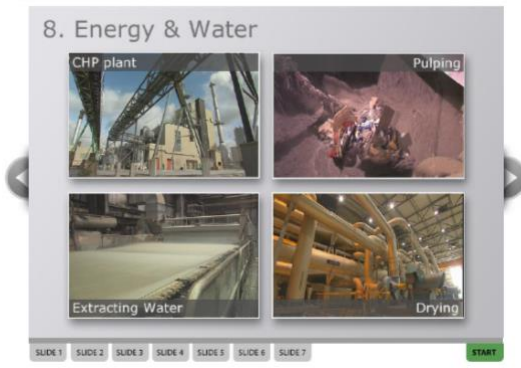 8. Energy & Water
CHP plant
Pulping
Extracting Water
Drying
SLIDE 1
SLIDE 2
SLIDE 3
SLIDE 4
SLIDE 5
SLIDE 6
SLIDE 7
START